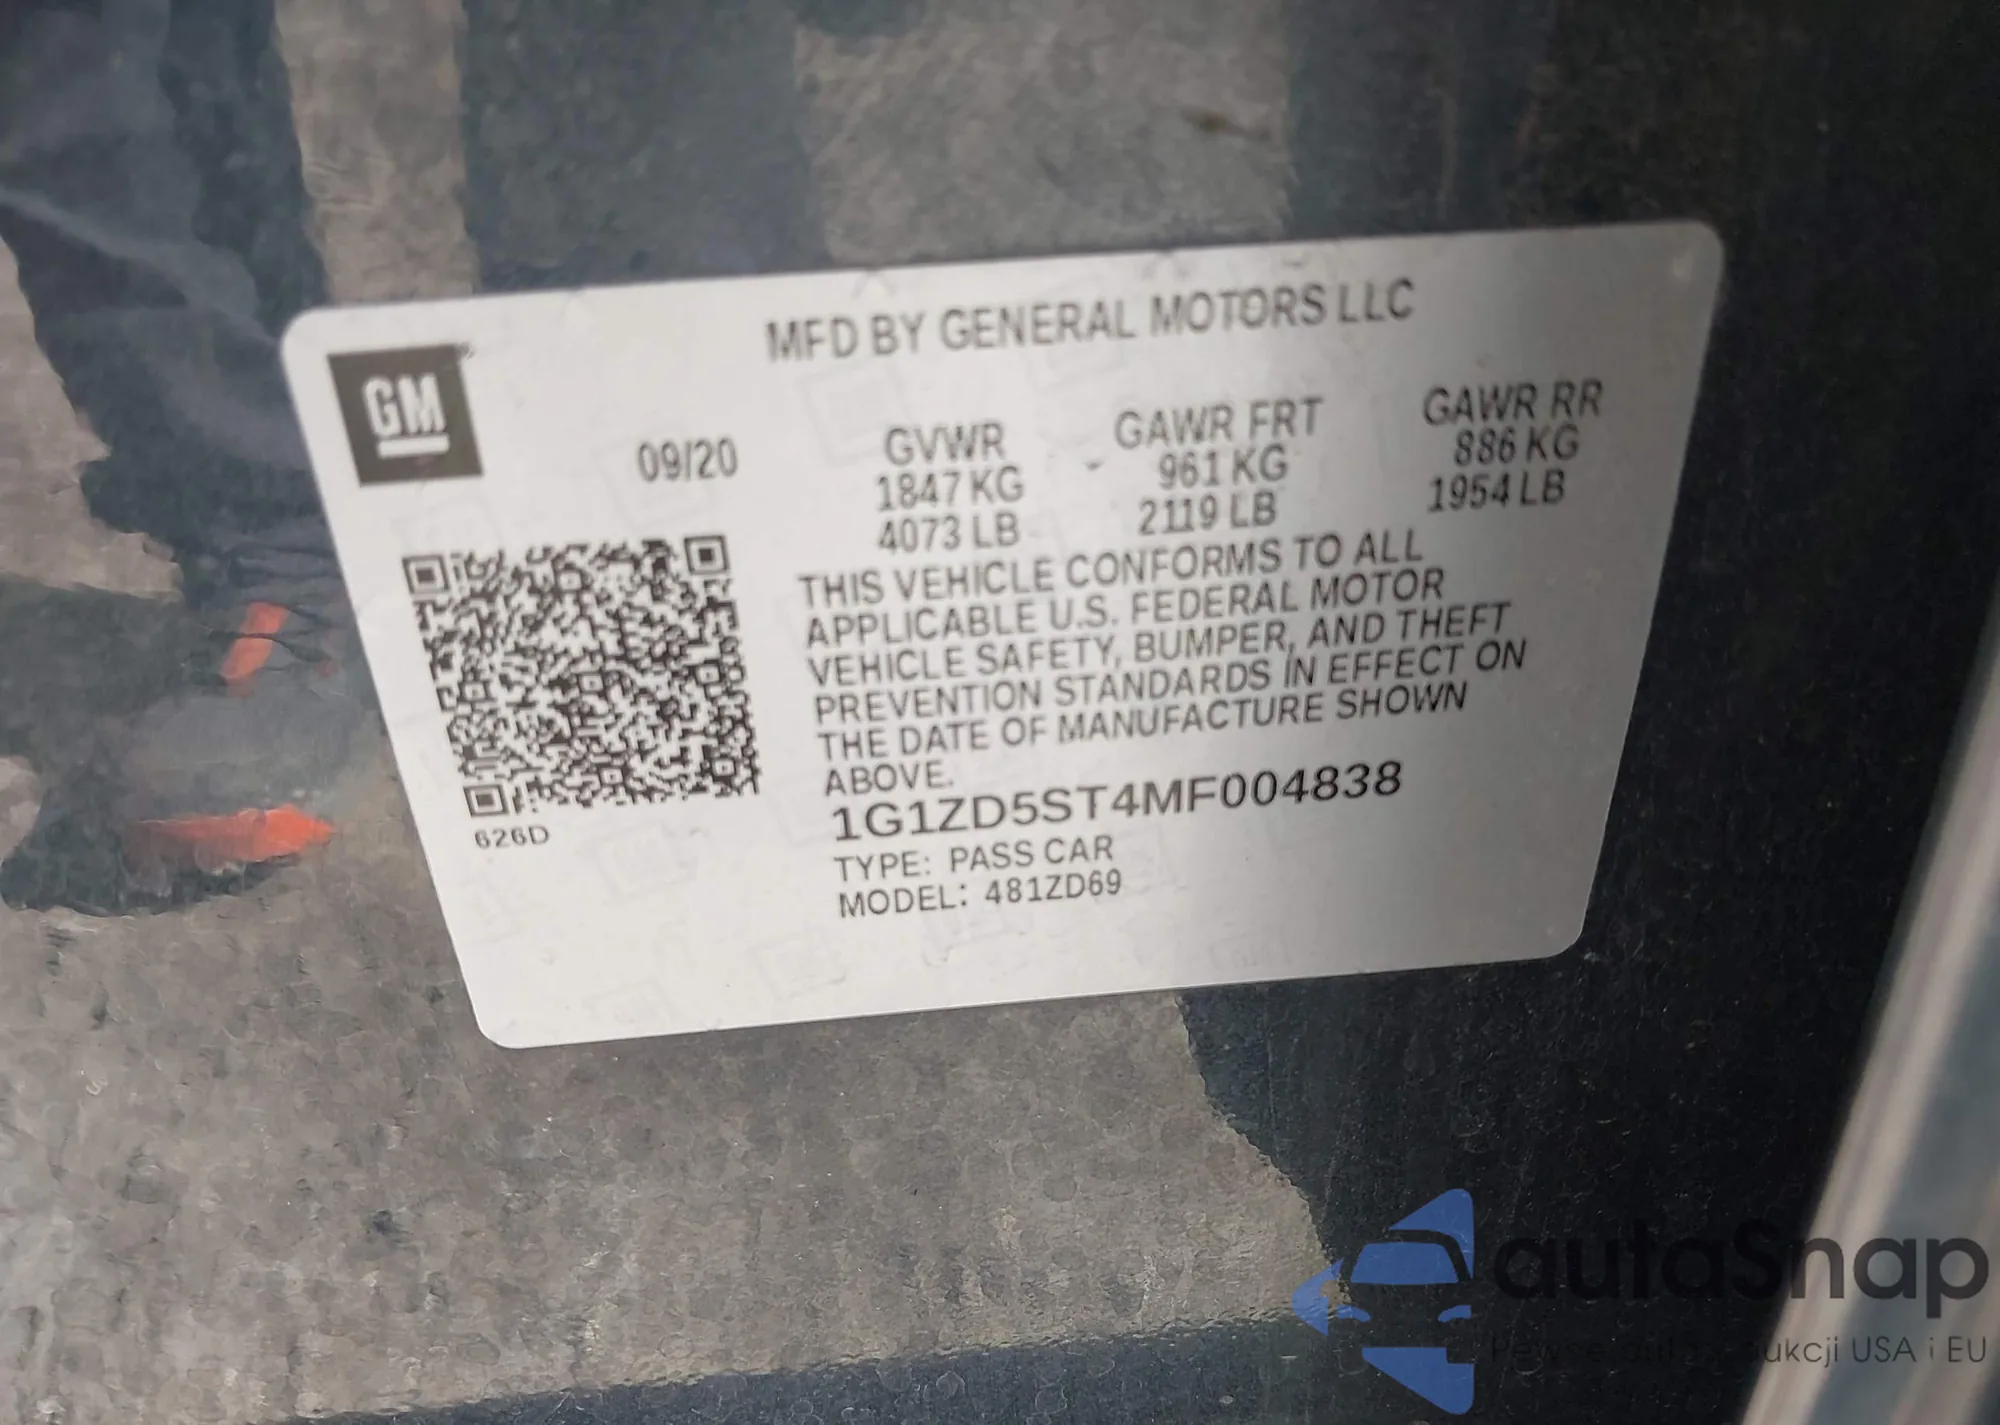 MFD BY GENERAL MOTORS LLC
GM
09/20
GVWR
1847 KG
4073 LB
GAWR FRT
961 KG
2119 LB
GAWR RR
886 KG
1954 LB
THIS VEHICLE CONFORMS TO ALL
APPLICABLE U.S. FEDERAL MOTOR
VEHICLE SAFETY, BUMPER, AND THEFT
PREVENTION STANDARDS IN EFFECT ON
THE DATE OF MANUFACTURE SHOWN
ABOVE.
1G1ZD5ST4MF004838
TYPE: PASS CAR
MODEL: 481ZD69
626D
autaSnap
USA i EU